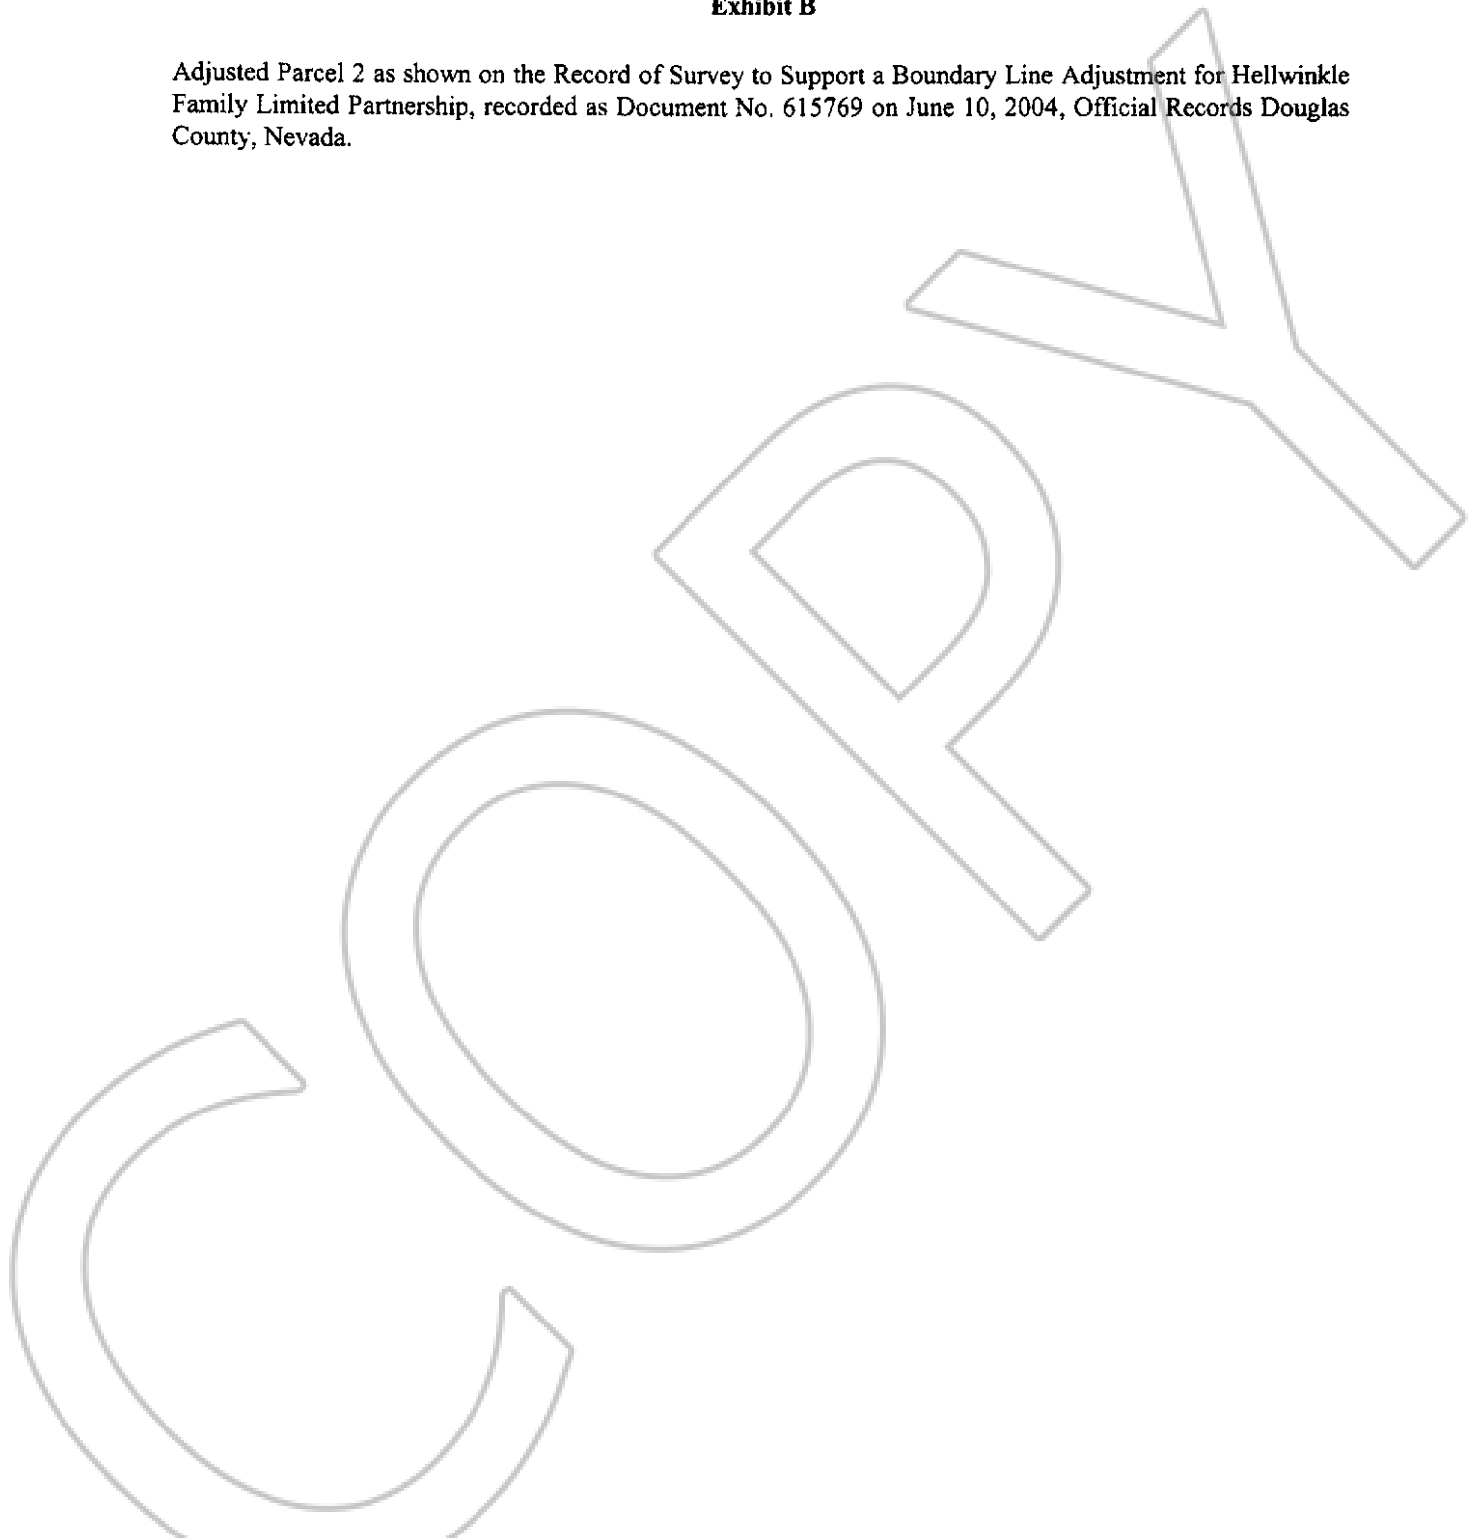 Exhibit B
Adjusted Parcel 2 as shown on the Record of Survey to Support a Boundary Line Adjustment for Hellwinkle
Family Limited Partnership, recorded as Document No. 615769 on June 10, 2004, Official Records Douglas
County, Nevada.
COPY